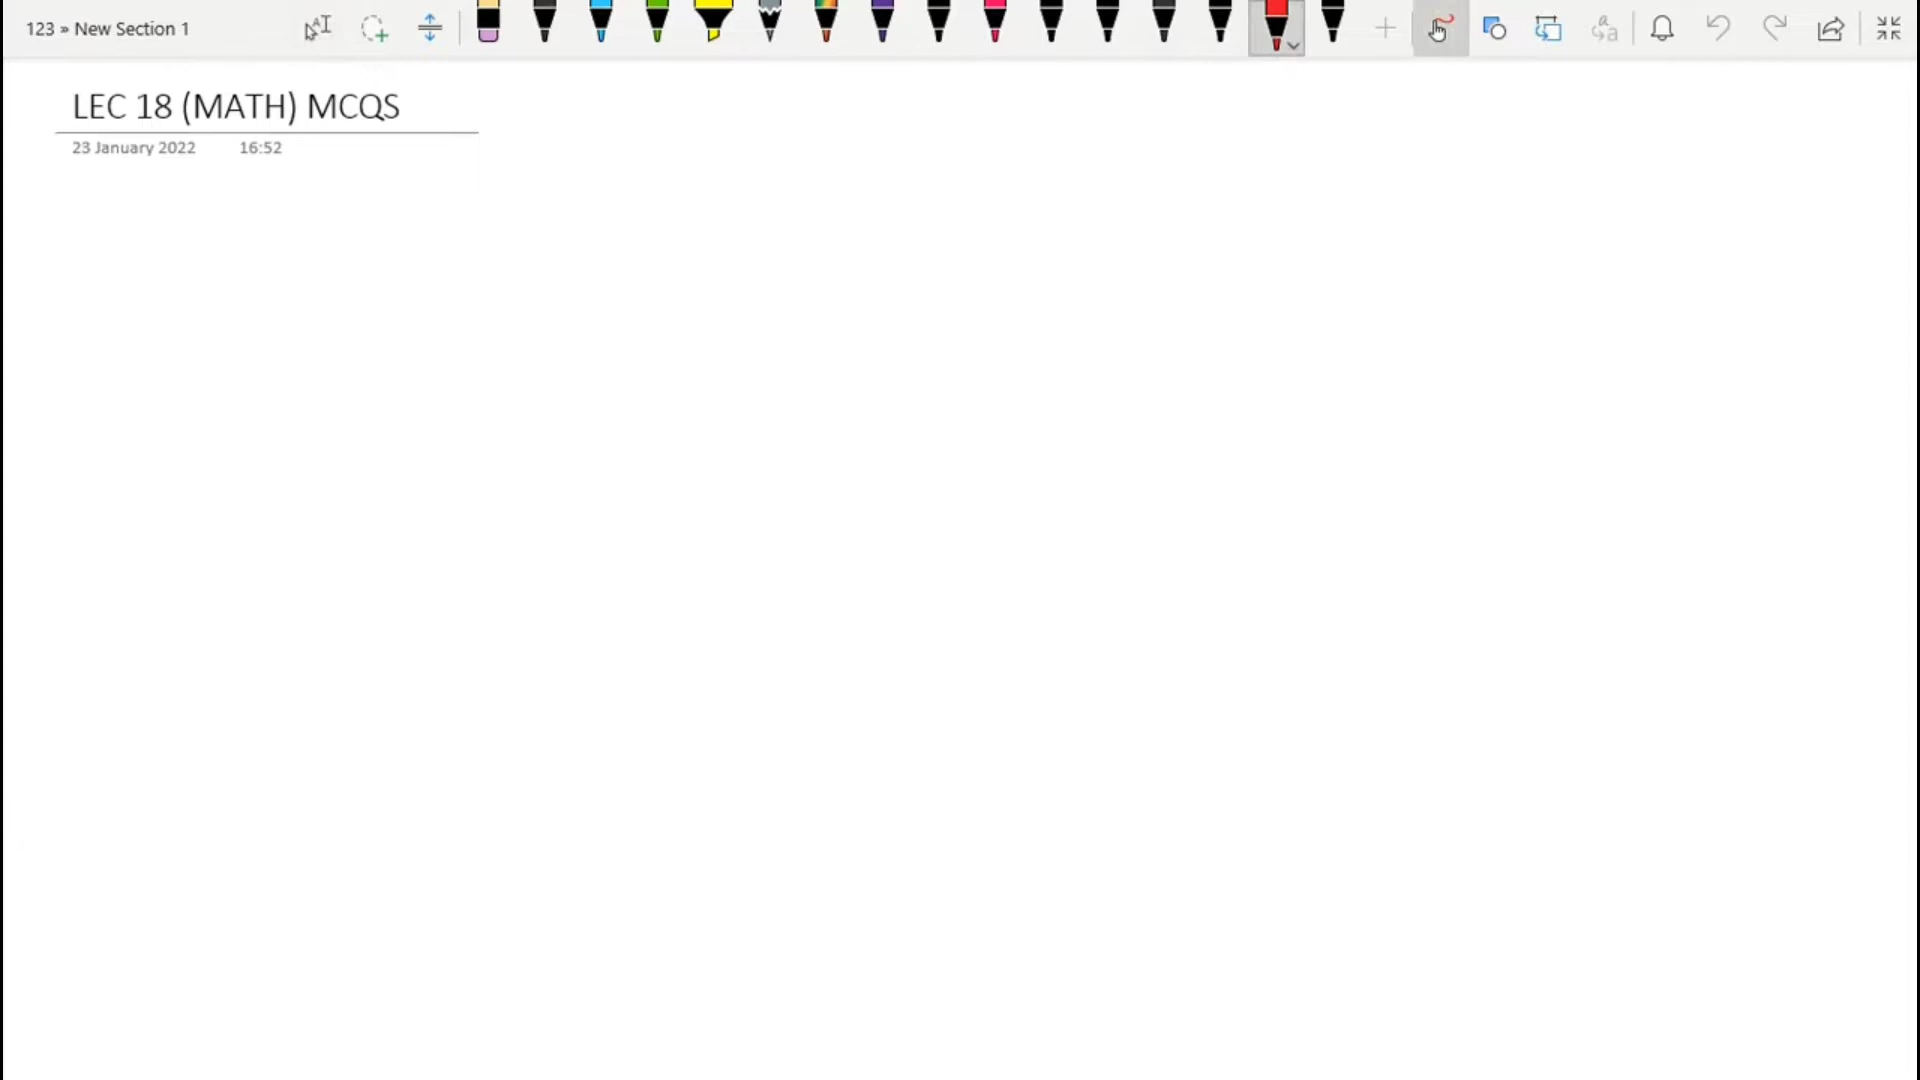 123 » New Section 1
LEC 18 (MATH) MCQS
23 January 2022 16:52